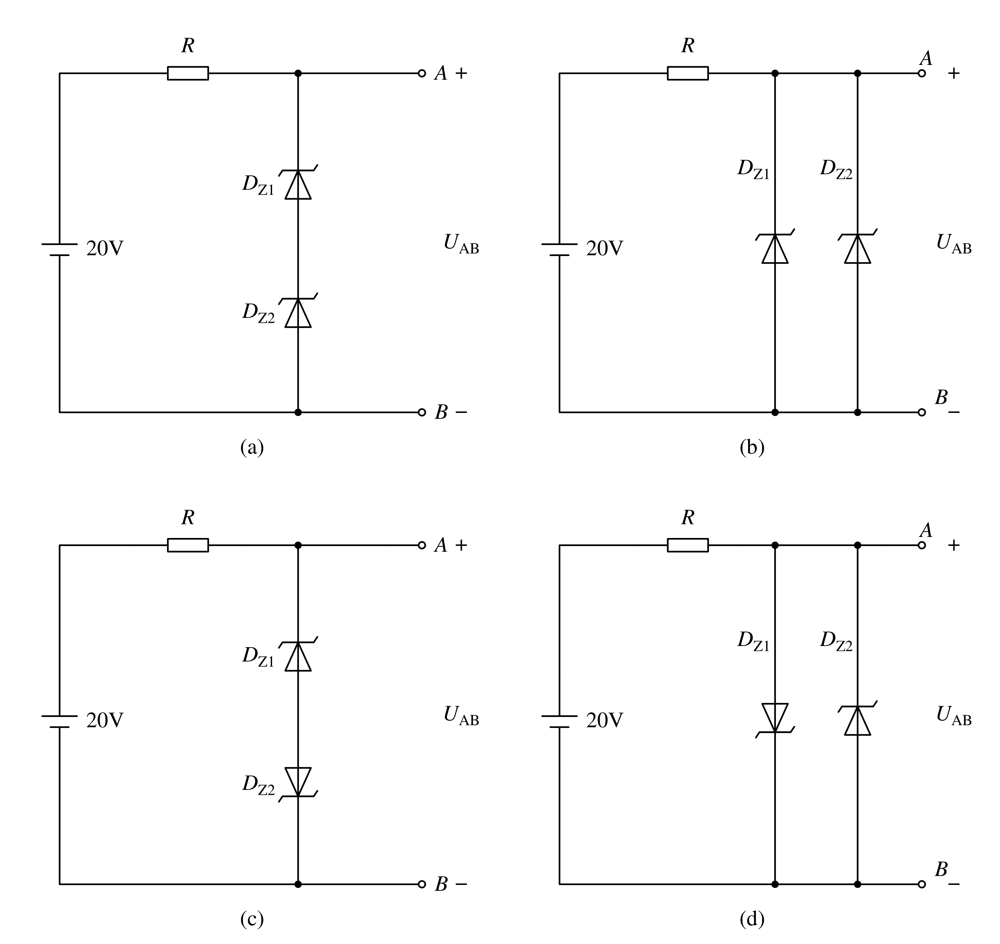 R
A +
D_Z1
20V
U_AB
D_Z2
B −
(a)
R
A
+
D_Z1
D_Z2
20V
U_AB
B
−
(b)
R
A +
D_Z1
20V
U_AB
D_Z2
B −
(c)
R
A
+
D_Z1
D_Z2
20V
U_AB
B
−
(d)